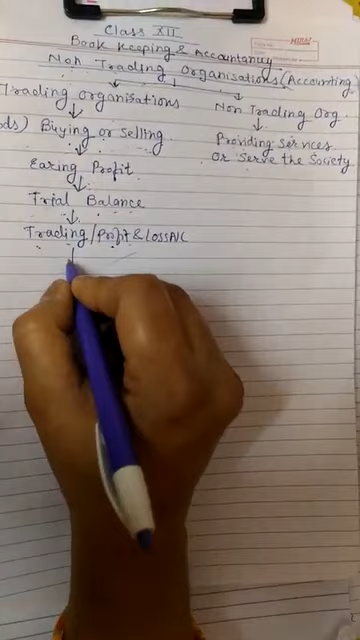 Class XII
Book Keeping & Accountancy
Non Trading Organisations (Accounting
Trading organisations
Non Trading Org.
ods) Buying or Selling
Providing Services
or Serve the Society
Earing Profit
Trial Balance
Trading/Profit & Loss A/C